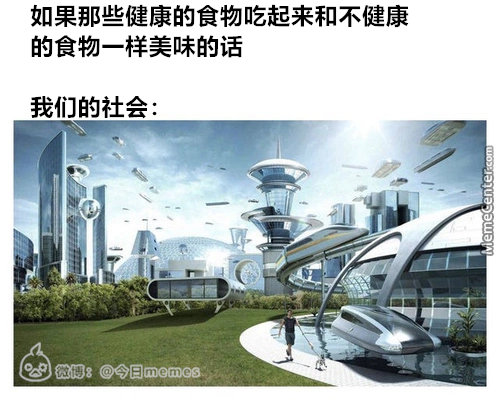 如果那些健康的食物吃起来和不健康
的食物一样美味的话
我们的社会：
MemeCenter.com
微博：@今日memes